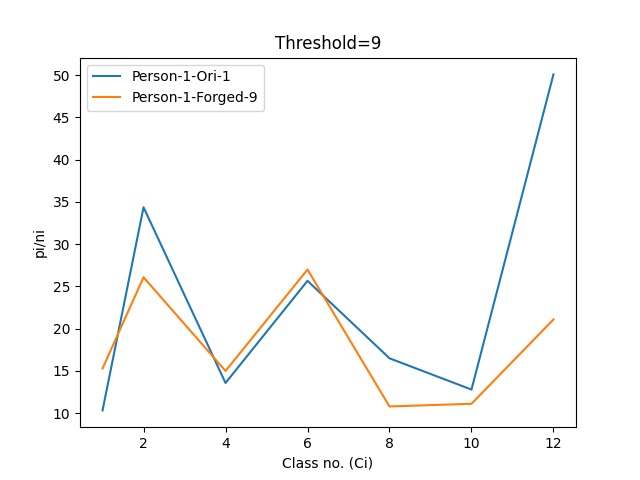 Threshold=9
Person-1-Ori-1
Person-1-Forged-9
50
45
40
35
30
25
20
15
10
pi/ni
2 4 6 8 10 12
Class no. (Ci)